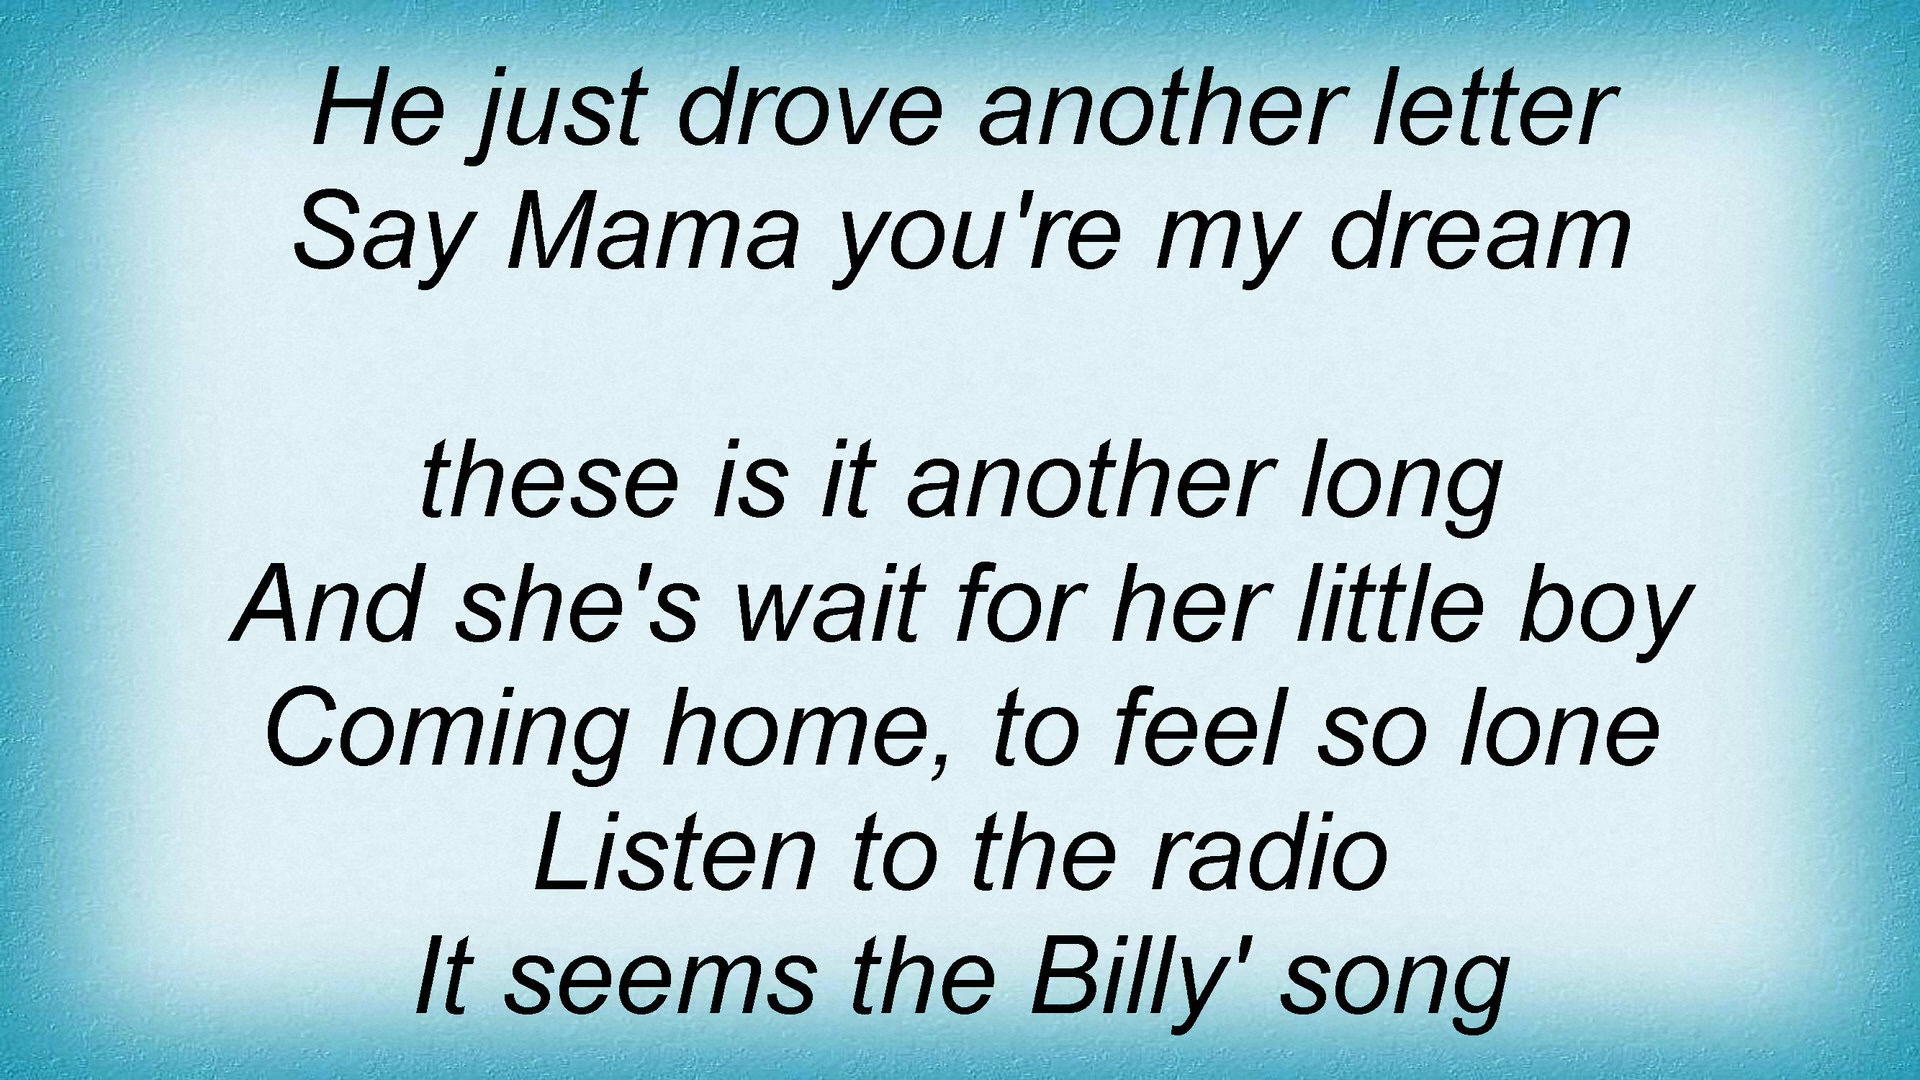 He just drove another letter
Say Mama you're my dream
these is it another long
And she's wait for her little boy
Coming home, to feel so lone
Listen to the radio
It seems the Billy' song